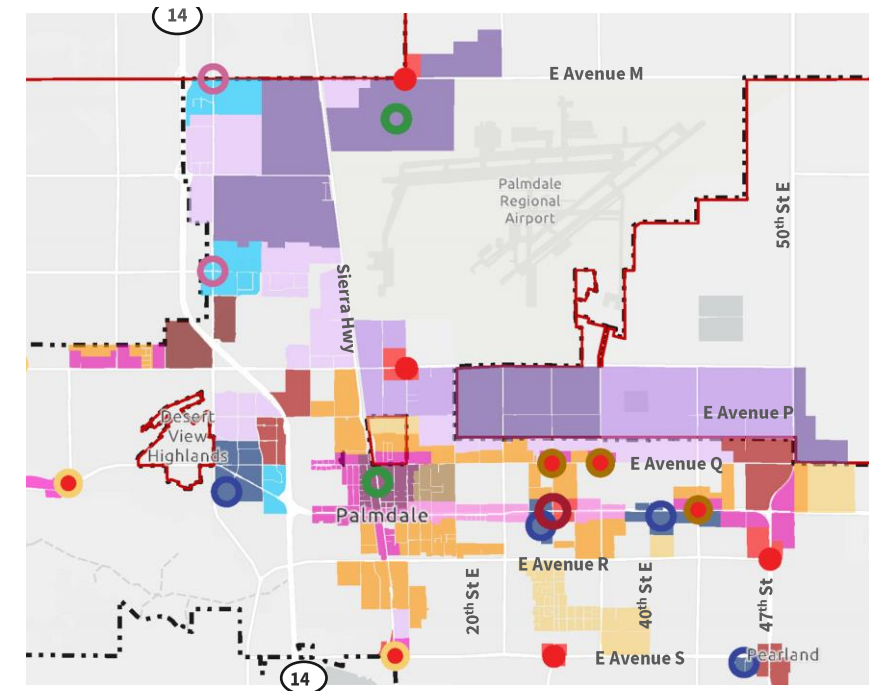 14
E Avenue M
Palmdale
Regional
Airport
50th St E
Sierra Hwy
E Avenue P
Desert
View
Highlands
E Avenue Q
Palmdale
E Avenue R
20th St E
40th St E
47th St
E Avenue S
Pearland
14